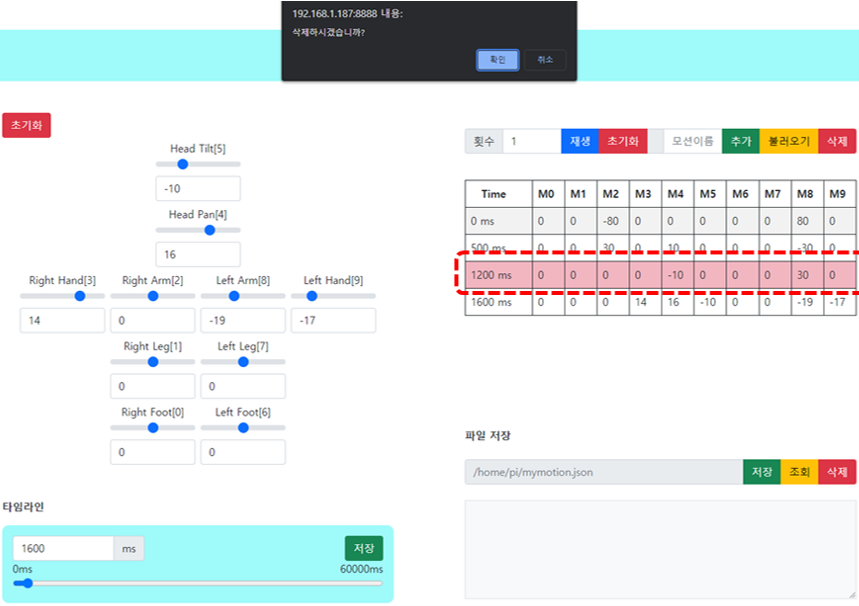 192.168.1.187:8888 내용:
삭제하시겠습니까?
확인 취소
초기화
Head Tilt[5]
-10
Head Pan[4]
16
Right Hand[3] Right Arm[2] Left Arm[8] Left Hand[9]
14 0 -19 -17
Right Leg[1] Left Leg[7]
0 0
Right Foot[0] Left Foot[6]
0 0
타임라인
1600 ms 저장
0ms 60000ms
횟수 1 재생 초기화 모션이름 추가 불러오기 삭제
Time M0 M1 M2 M3 M4 M5 M6 M7 M8 M9
0 ms 0 0 -80 0 0 0 0 0 80 0
500 ms 0 0 30 0 10 0 0 0 -30 0
1200 ms 0 0 0 0 -10 0 0 0 30 0
1600 ms 0 0 0 14 16 -10 0 0 -19 -17
파일 저장
/home/pi/mymotion.json 저장 조회 삭제